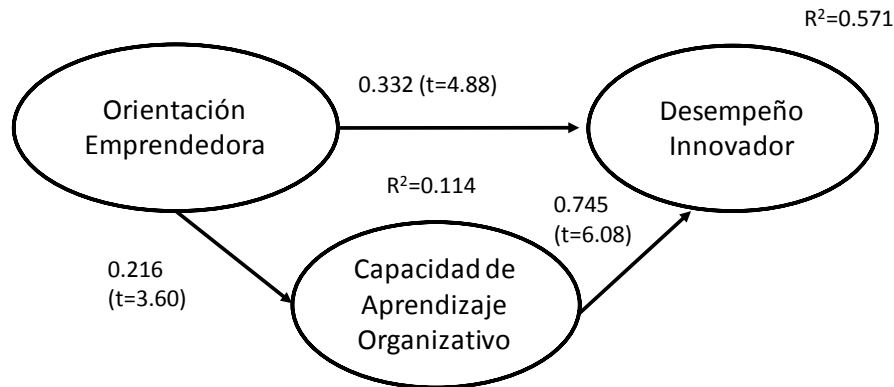 R²=0.571
0.332 (t=4.88)
Orientación
Emprendedora
Desempeño
Innovador
R²=0.114
0.745
(t=6.08)
0.216
(t=3.60)
Capacidad de
Aprendizaje
Organizativo